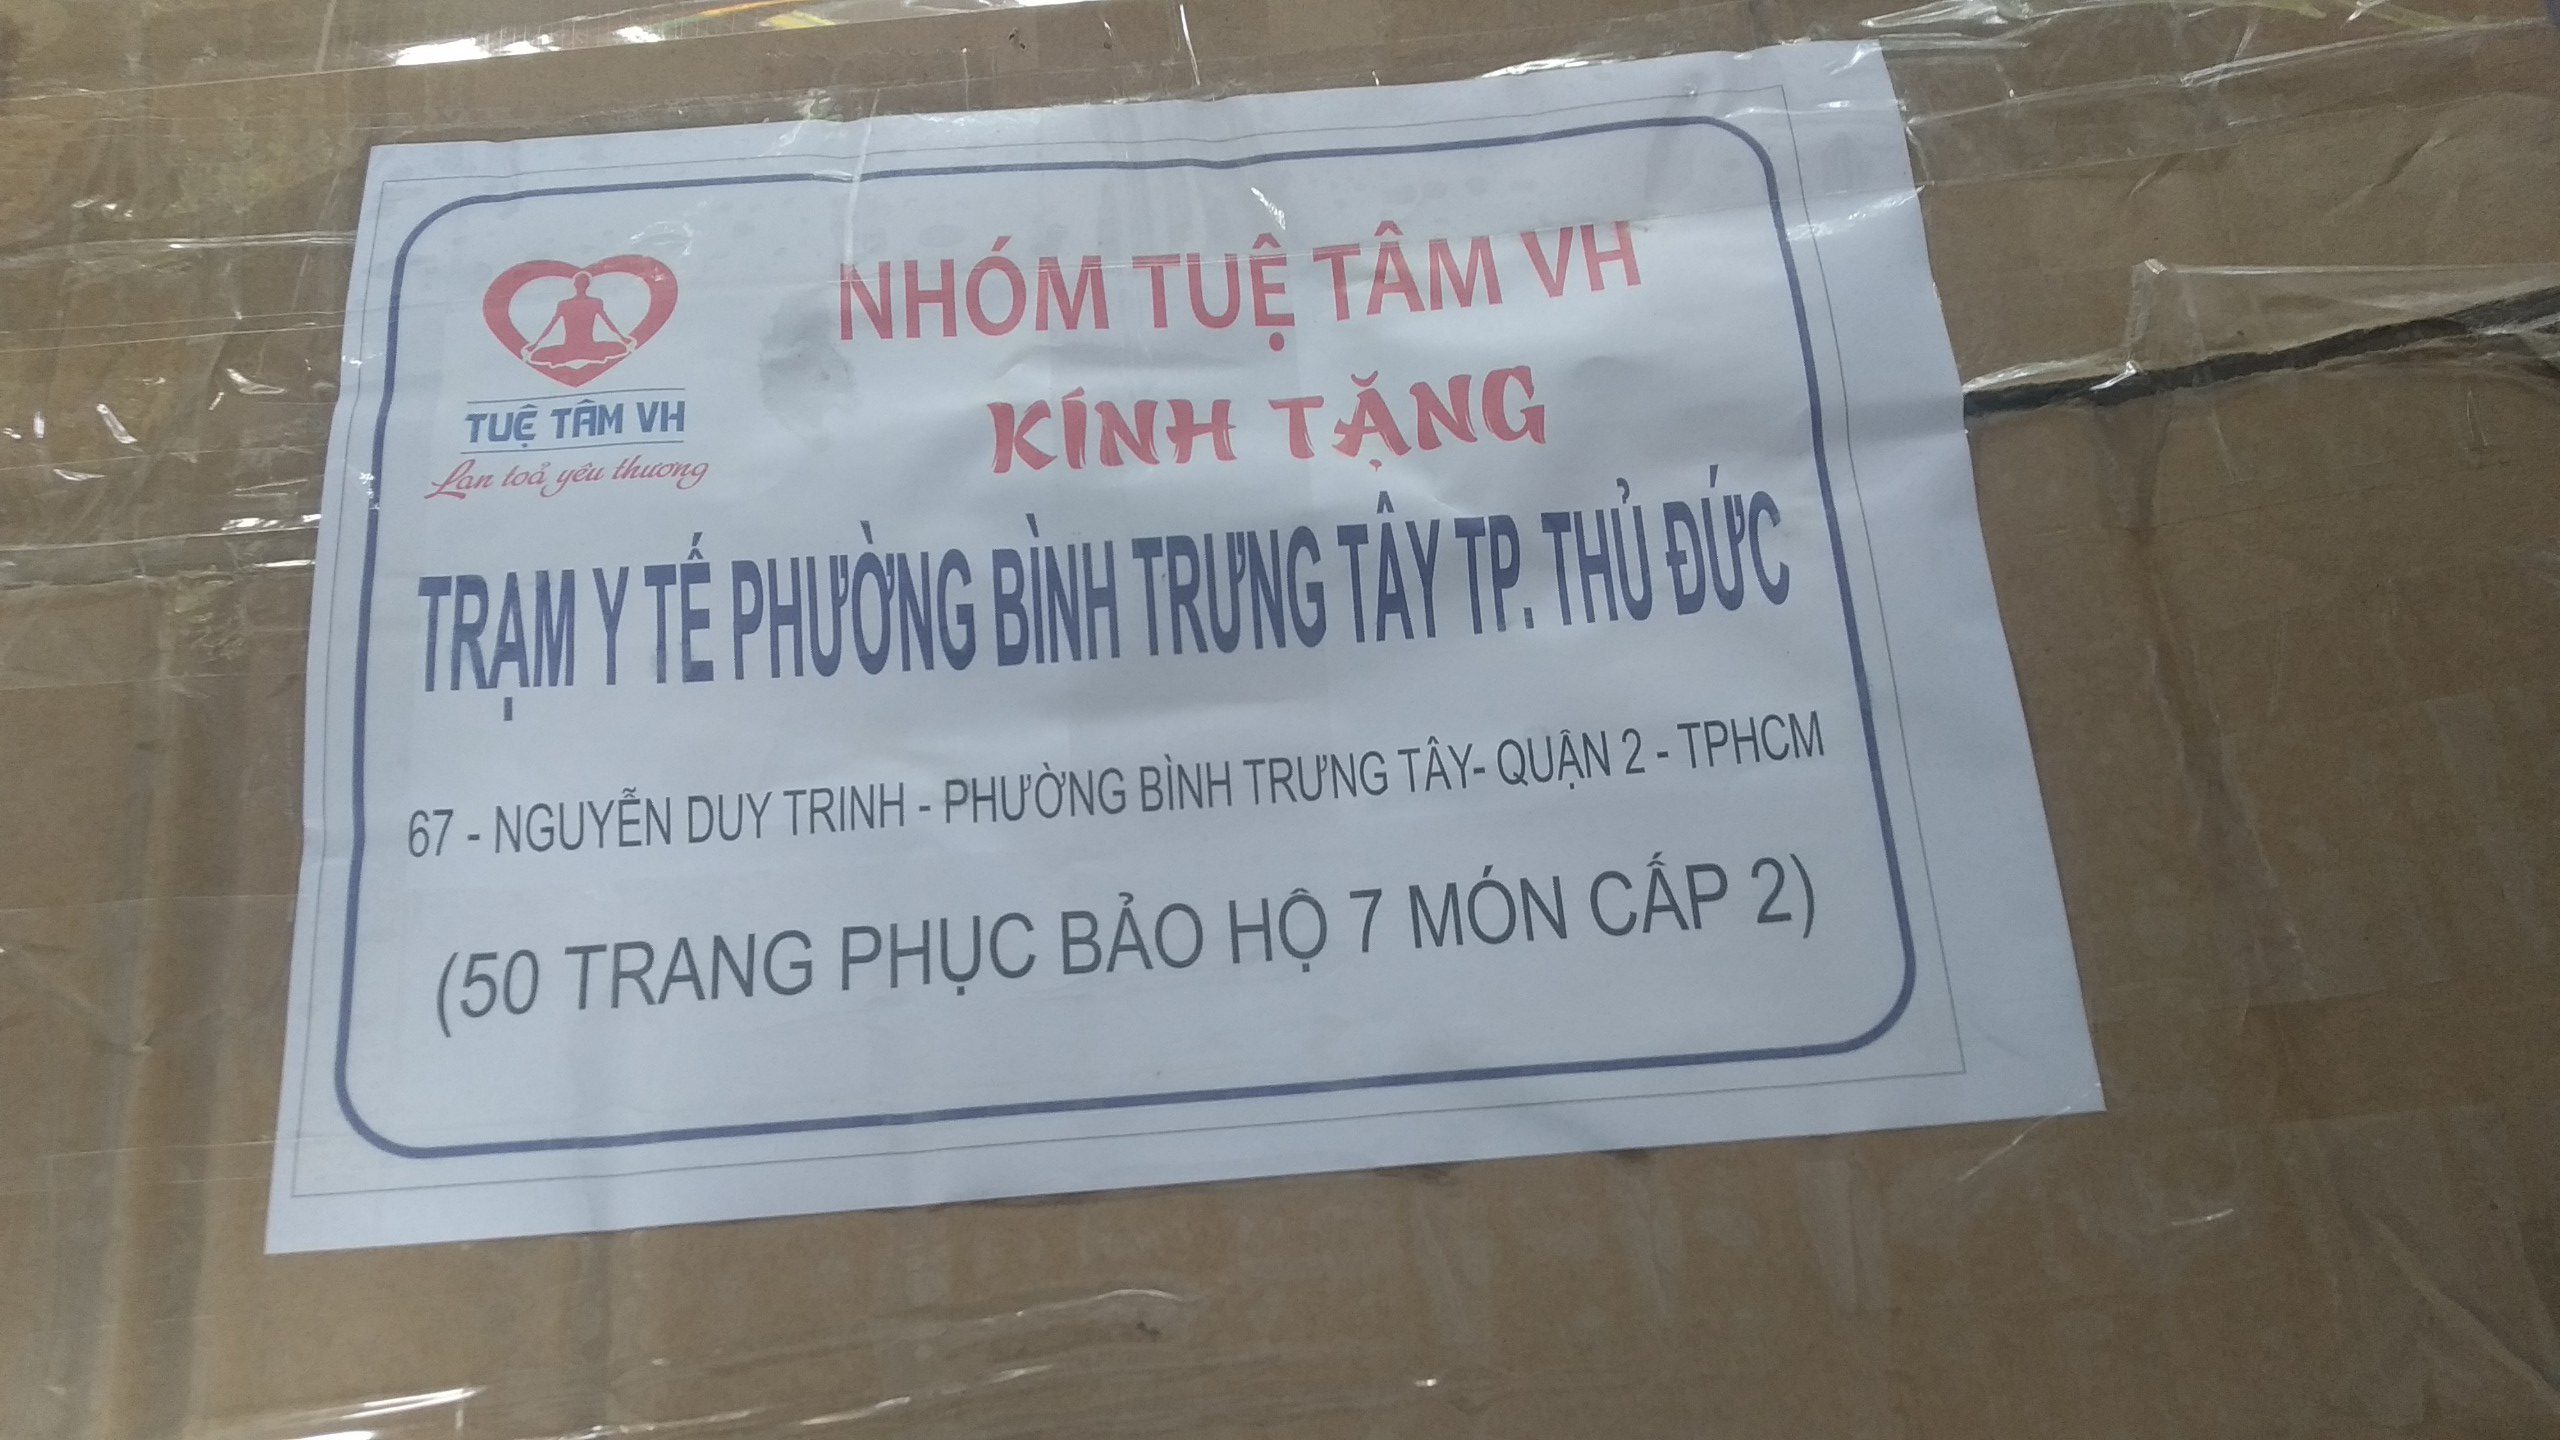 NHÓM TUỆ TÂM VH
KÍNH TẶNG
TUỆ TÂM VH
Lan toả yêu thương
TRẠM Y TẾ PHƯỜNG BÌNH TRƯNG TÂY TP. THỦ ĐỨC
67 - NGUYỄN DUY TRINH - PHƯỜNG BÌNH TRƯNG TÂY- QUẬN 2 - TPHCM
(50 TRANG PHỤC BẢO HỘ 7 MÓN CẤP 2)